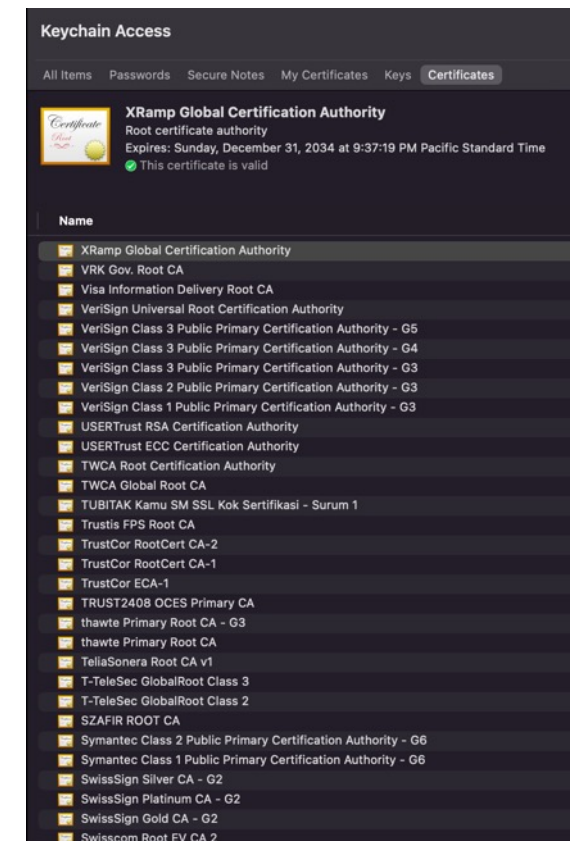 Keychain Access
All Items Passwords Secure Notes My Certificates Keys Certificates
Certificate
Root
XRamp Global Certification Authority
Root certificate authority
Expires: Sunday, December 31, 2034 at 9:37:19 PM Pacific Standard Time
This certificate is valid
Name
XRamp Global Certification Authority
VRK Gov. Root CA
Visa Information Delivery Root CA
VeriSign Universal Root Certification Authority
VeriSign Class 3 Public Primary Certification Authority - G5
VeriSign Class 3 Public Primary Certification Authority - G4
VeriSign Class 3 Public Primary Certification Authority - G3
VeriSign Class 2 Public Primary Certification Authority - G3
VeriSign Class 1 Public Primary Certification Authority - G3
USERTrust RSA Certification Authority
USERTrust ECC Certification Authority
TWCA Root Certification Authority
TWCA Global Root CA
TUBITAK Kamu SM SSL Kok Sertifikasi - Surum 1
Trustis FPS Root CA
TrustCor RootCert CA-2
TrustCor RootCert CA-1
TrustCor ECA-1
TRUST2408 OCES Primary CA
thawte Primary Root CA - G3
thawte Primary Root CA
TeliaSonera Root CA v1
T-TeleSec GlobalRoot Class 3
T-TeleSec GlobalRoot Class 2
SZAFIR ROOT CA
Symantec Class 2 Public Primary Certification Authority - G6
Symantec Class 1 Public Primary Certification Authority - G6
SwissSign Silver CA - G2
SwissSign Platinum CA - G2
SwissSign Gold CA - G2
Swisscom Root EV CA 2